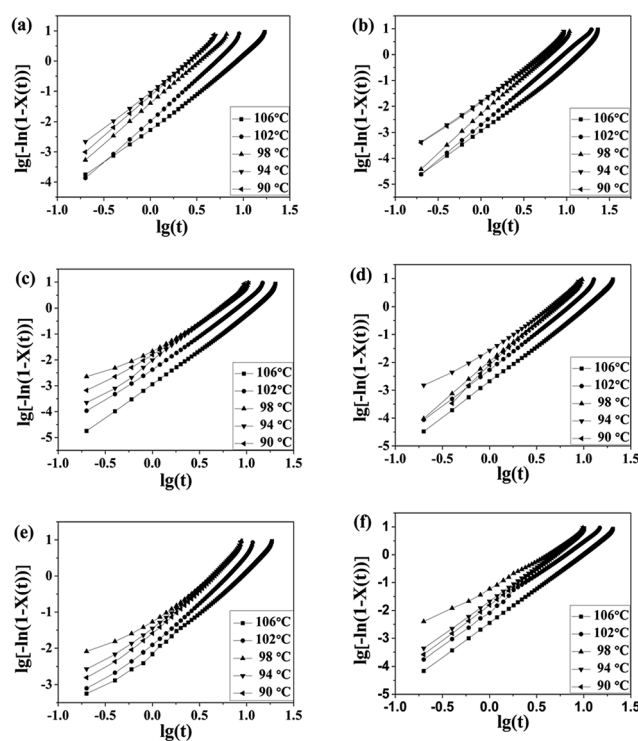 (a)
lg[-ln(1-X(t))]
1
0
-1
-2
-3
-4
106°C
102°C
98 °C
94 °C
90 °C
-1.0 -0.5 0.0 0.5 1.0 1.5
lg(t)
(b)
lg[-ln(1-X(t))]
1
0
-1
-2
-3
-4
-5
106°C
102°C
98 °C
94 °C
90 °C
-1.0 -0.5 0.0 0.5 1.0 1.5
lg(t)
(c)
lg[-ln(1-X(t))]
1
0
-1
-2
-3
-4
-5
106°C
102°C
98 °C
94 °C
90 °C
-1.0 -0.5 0.0 0.5 1.0 1.5
lg(t)
(d)
lg[-ln(1-X(t))]
1
0
-1
-2
-3
-4
-5
106°C
102°C
98 °C
94 °C
90 °C
-1.0 -0.5 0.0 0.5 1.0 1.5
lg(t)
(e)
lg[-ln(1-X(t))]
1
0
-1
-2
-3
106°C
102°C
98 °C
94 °C
90 °C
-1.0 -0.5 0.0 0.5 1.0 1.5
lg(t)
(f)
lg[-ln(1-X(t))]
1
0
-1
-2
-3
-4
-5
106°C
102°C
98 °C
94 °C
90 °C
-1.0 -0.5 0.0 0.5 1.0 1.5
lg(t)